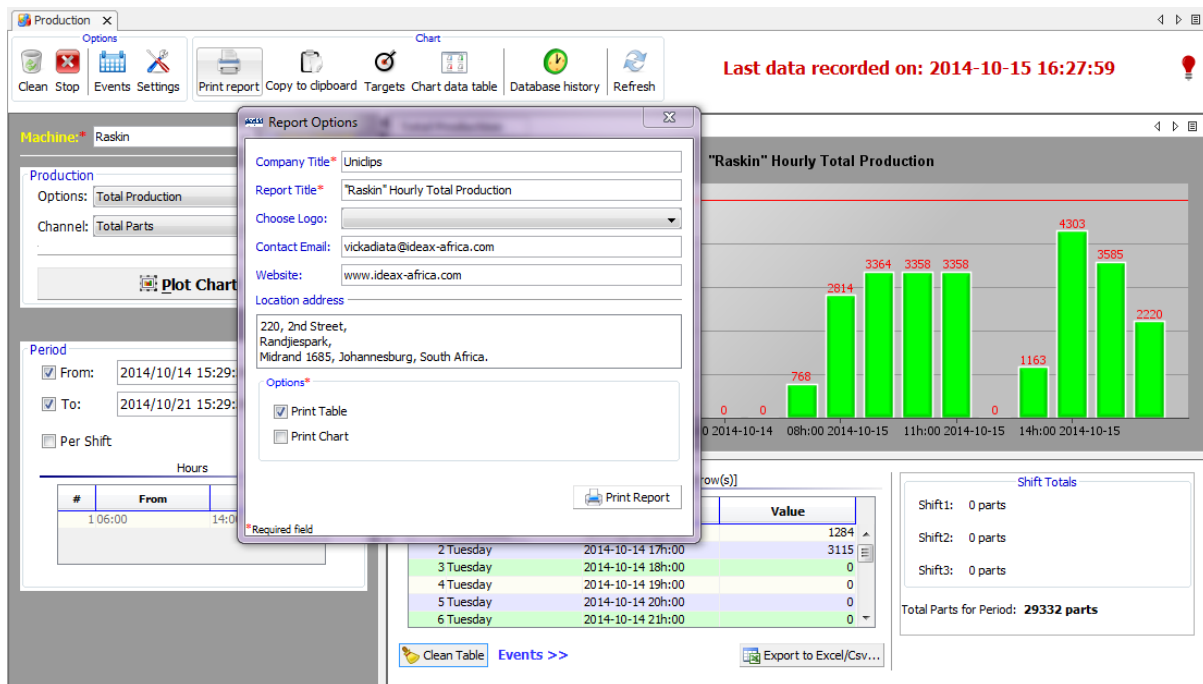 Production
Options
Chart
Clean
Stop
Events
Settings
Print report
Copy to clipboard
Targets
Chart data table
Database history
Refresh
Last data recorded on: 2014-10-15 16:27:59
Machine:* Raskin
Production
Options: Total Production
Channel: Total Parts
Plot Chart
Period
From: 2014/10/14 15:29:
To: 2014/10/21 15:29:
Per Shift
Hours
# From
1 06:00 14:0
Report Options
Company Title* Uniclips
Report Title* "Raskin" Hourly Total Production
Choose Logo:
Contact Email: vickadiata@ideax-africa.com
Website: www.ideax-africa.com
Location address
220, 2nd Street,
Randjiespark,
Midrand 1685, Johannesburg, South Africa.
Options*
Print Table
Print Chart
Print Report
*Required field
Total Production
"Raskin" Hourly Total Production
0 0 768 2814 3364 3358 3358 0 1163 4303 3585 2220
0 2014-10-14 08h:00 2014-10-15 11h:00 2014-10-15 14h:00 2014-10-15
row(s)]
Value
1284
2 Tuesday 2014-10-14 17h:00 3115
3 Tuesday 2014-10-14 18h:00 0
4 Tuesday 2014-10-14 19h:00 0
5 Tuesday 2014-10-14 20h:00 0
6 Tuesday 2014-10-14 21h:00 0
Clean Table
Events >>
Export to Excel/Csv...
Shift Totals
Shift1: 0 parts
Shift2: 0 parts
Shift3: 0 parts
Total Parts for Period: 29332 parts